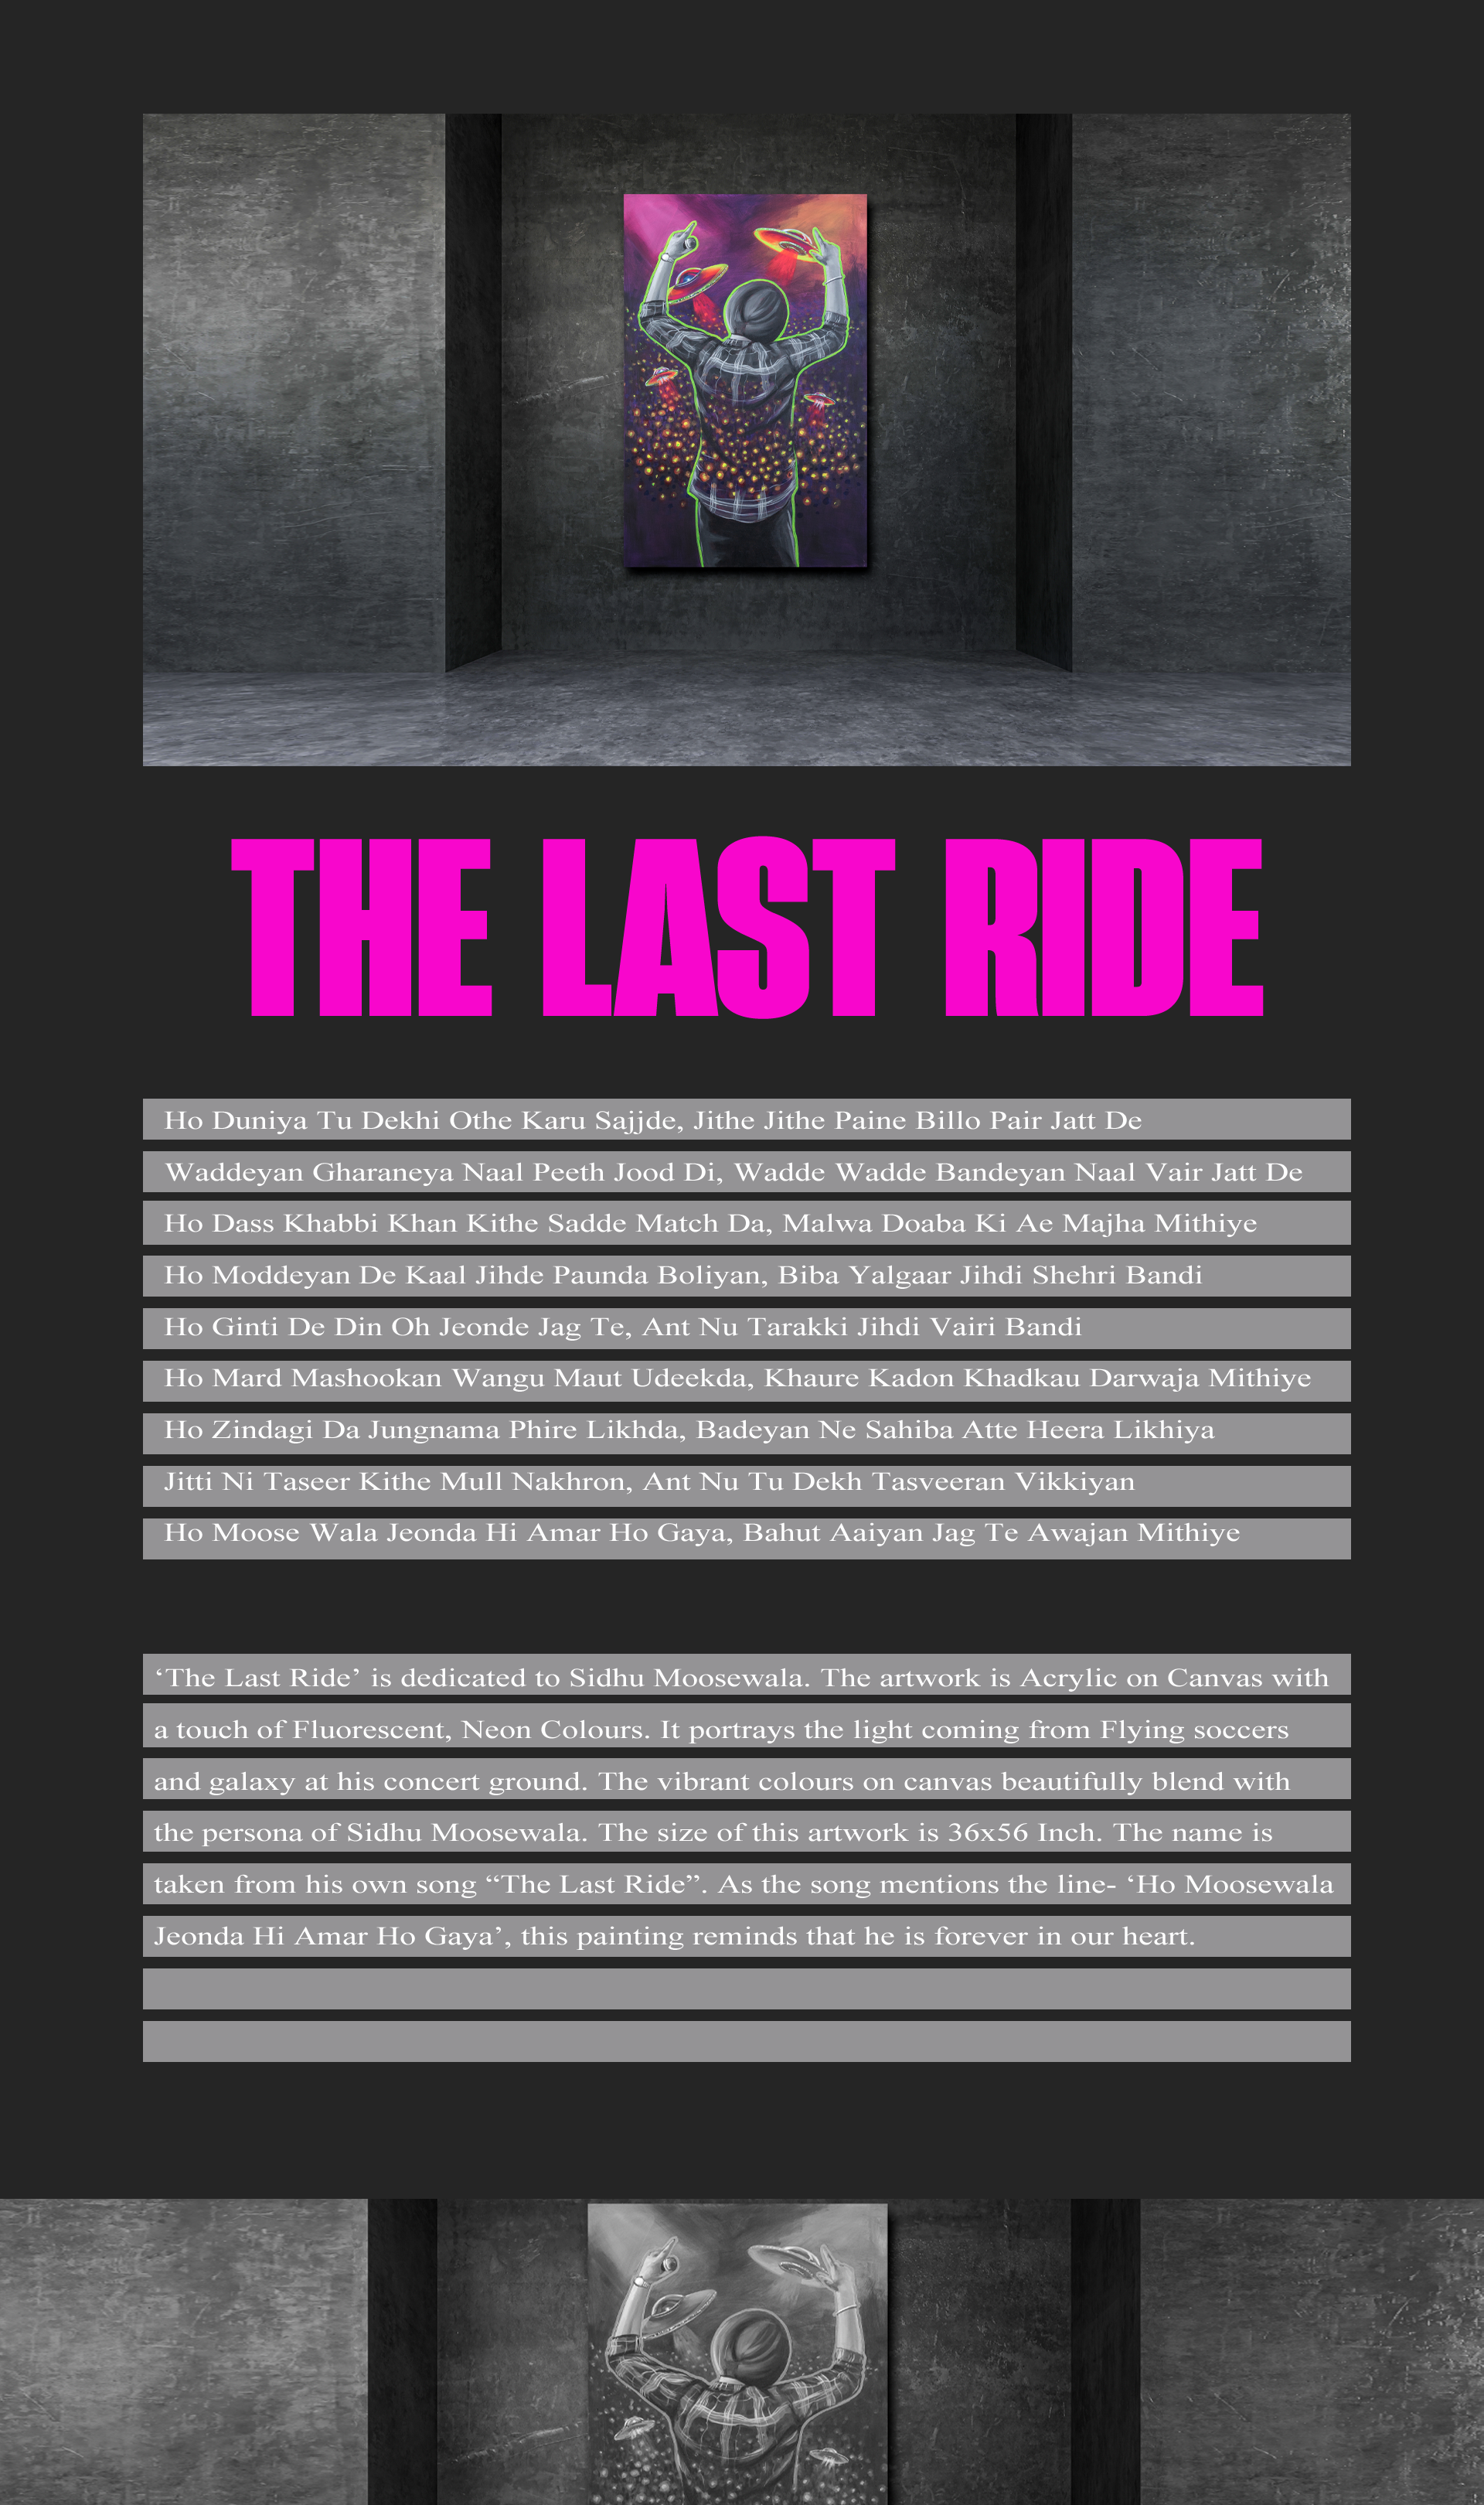 THE LAST RIDE
Ho Duniya Tu Dekhi Othe Karu Sajjde, Jithe Jithe Paine Billo Pair Jatt De
Waddeyan Gharaneya Naal Peeth Jood Di, Wadde Wadde Bandeyan Naal Vair Jatt De
Ho Dass Khabbi Khan Kithe Sadde Match Da, Malwa Doaba Ki Ae Majha Mithiye
Ho Moddeyan De Kaal Jihde Paunda Boliyan, Biba Yalgaar Jihdi Shehri Bandi
Ho Ginti De Din Oh Jeonde Jag Te, Ant Nu Tarakki Jihdi Vairi Bandi
Ho Mard Mashookan Wangu Maut Udeekda, Khaure Kadon Khadkau Darwaja Mithiye
Ho Zindagi Da Jungnama Phire Likhda, Badeyan Ne Sahiba Atte Heera Likhiya
Jitti Ni Taseer Kithe Mull Nakhron, Ant Nu Tu Dekh Tasveeran Vikkiyan
Ho Moose Wala Jeonda Hi Amar Ho Gaya, Bahut Aaiyan Jag Te Awajan Mithiye
‘The Last Ride’ is dedicated to Sidhu Moosewala. The artwork is Acrylic on Canvas with
a touch of Fluorescent, Neon Colours. It portrays the light coming from Flying soccers
and galaxy at his concert ground. The vibrant colours on canvas beautifully blend with
the persona of Sidhu Moosewala. The size of this artwork is 36x56 Inch. The name is
taken from his own song “The Last Ride”. As the song mentions the line- ‘Ho Moosewala
Jeonda Hi Amar Ho Gaya’, this painting reminds that he is forever in our heart.